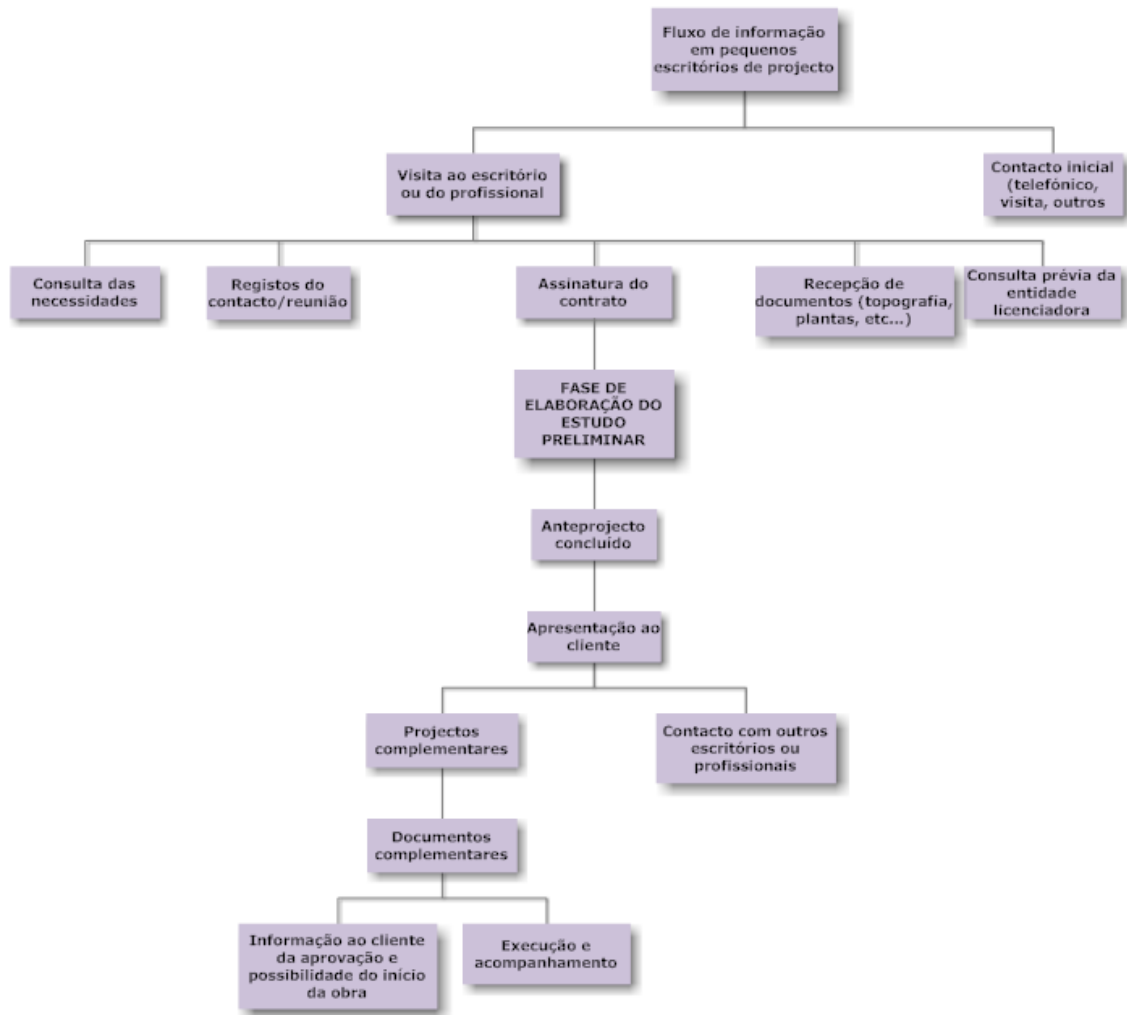 Fluxo de informação
em pequenos
escritórios de projecto
Visita ao escritório
ou do profissional
Contacto inicial
(telefónico,
visita, outros
Consulta das
necessidades
Registos do
contacto/reunião
Assinatura do
contrato
Recepção de
documentos (topografia,
plantas, etc...)
Consulta prévia da
entidade
licenciadora
FASE DE
ELABORAÇÃO DO
ESTUDO
PRELIMINAR
Anteprojecto
concluído
Apresentação ao
cliente
Projectos
complementares
Contacto com outros
escritórios ou
profissionais
Documentos
complementares
Informação ao cliente
da aprovação e
possibilidade do início
da obra
Execução e
acompanhamento